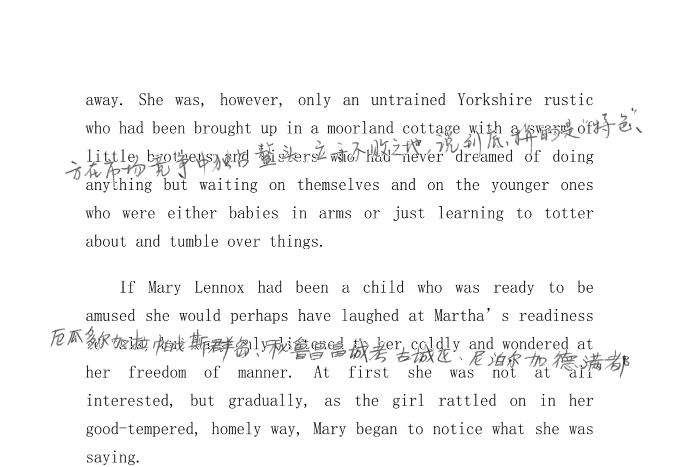 away. She was, however, only an untrained Yorkshire rustic
who had been brought up in a moorland cottage with a swarm of
方在市场竞争中独占鳌头、立于不败之地,说到底,拼的是“特色”、
little brothers and sisters who had never dreamed of doing
anything but waiting on themselves and on the younger ones
who were either babies in arms or just learning to totter
about and tumble over things.
If Mary Lennox had been a child who was ready to be
amused she would perhaps have laughed at Martha’s readiness
厄瓜多尔加拉帕戈斯群岛、秘鲁昌昌城考古城区、尼泊尔加德满都
to talk, but Mary only listened to her coldly and wondered at
her freedom of manner. At first she was not at all
interested, but gradually, as the girl rattled on in her
good-tempered, homely way, Mary began to notice what she was
saying.